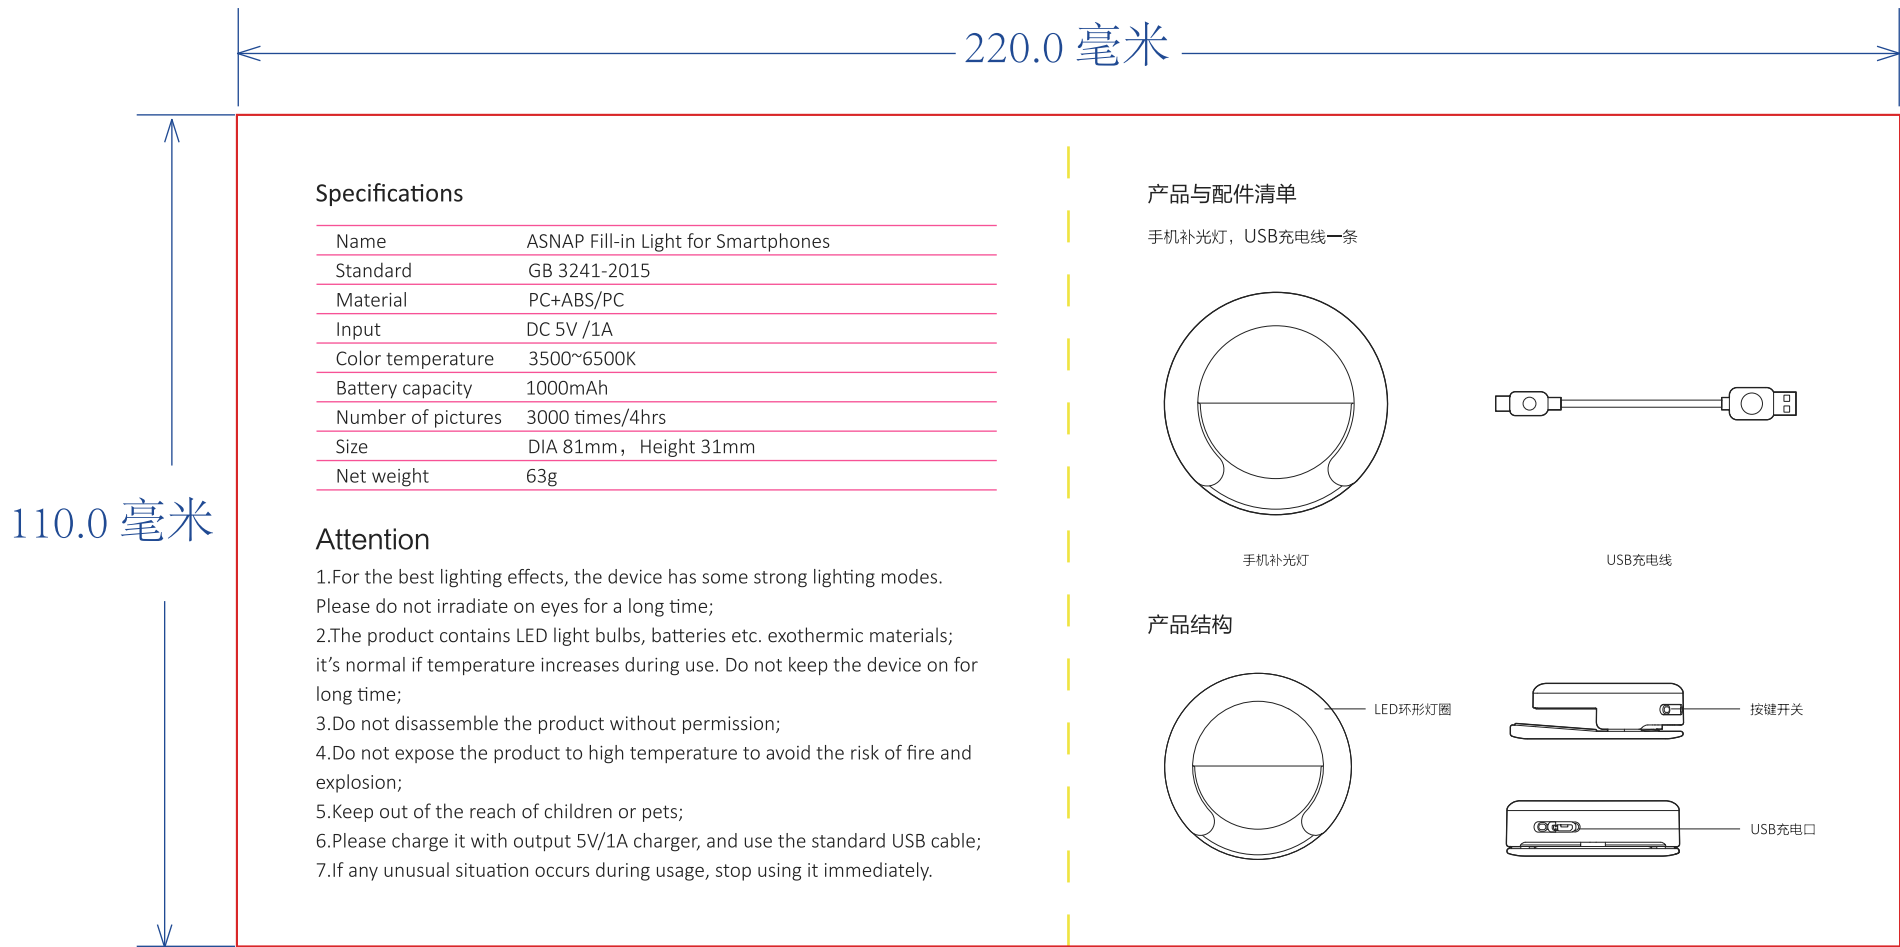 220.0 毫米
110.0 毫米
Specifications
Name ASNAP Fill-in Light for Smartphones
Standard GB 3241-2015
Material PC+ABS/PC
Input DC 5V /1A
Color temperature 3500~6500K
Battery capacity 1000mAh
Number of pictures 3000 times/4hrs
Size DIA 81mm，Height 31mm
Net weight 63g
Attention
1.For the best lighting effects, the device has some strong lighting modes.
Please do not irradiate on eyes for a long time;
2.The product contains LED light bulbs, batteries etc. exothermic materials;
it’s normal if temperature increases during use. Do not keep the device on for
long time;
3.Do not disassemble the product without permission;
4.Do not expose the product to high temperature to avoid the risk of fire and
explosion;
5.Keep out of the reach of children or pets;
6.Please charge it with output 5V/1A charger, and use the standard USB cable;
7.If any unusual situation occurs during usage, stop using it immediately.
产品与配件清单
手机补光灯，USB充电线一条
手机补光灯
USB充电线
产品结构
LED环形灯圈
按键开关
USB充电口